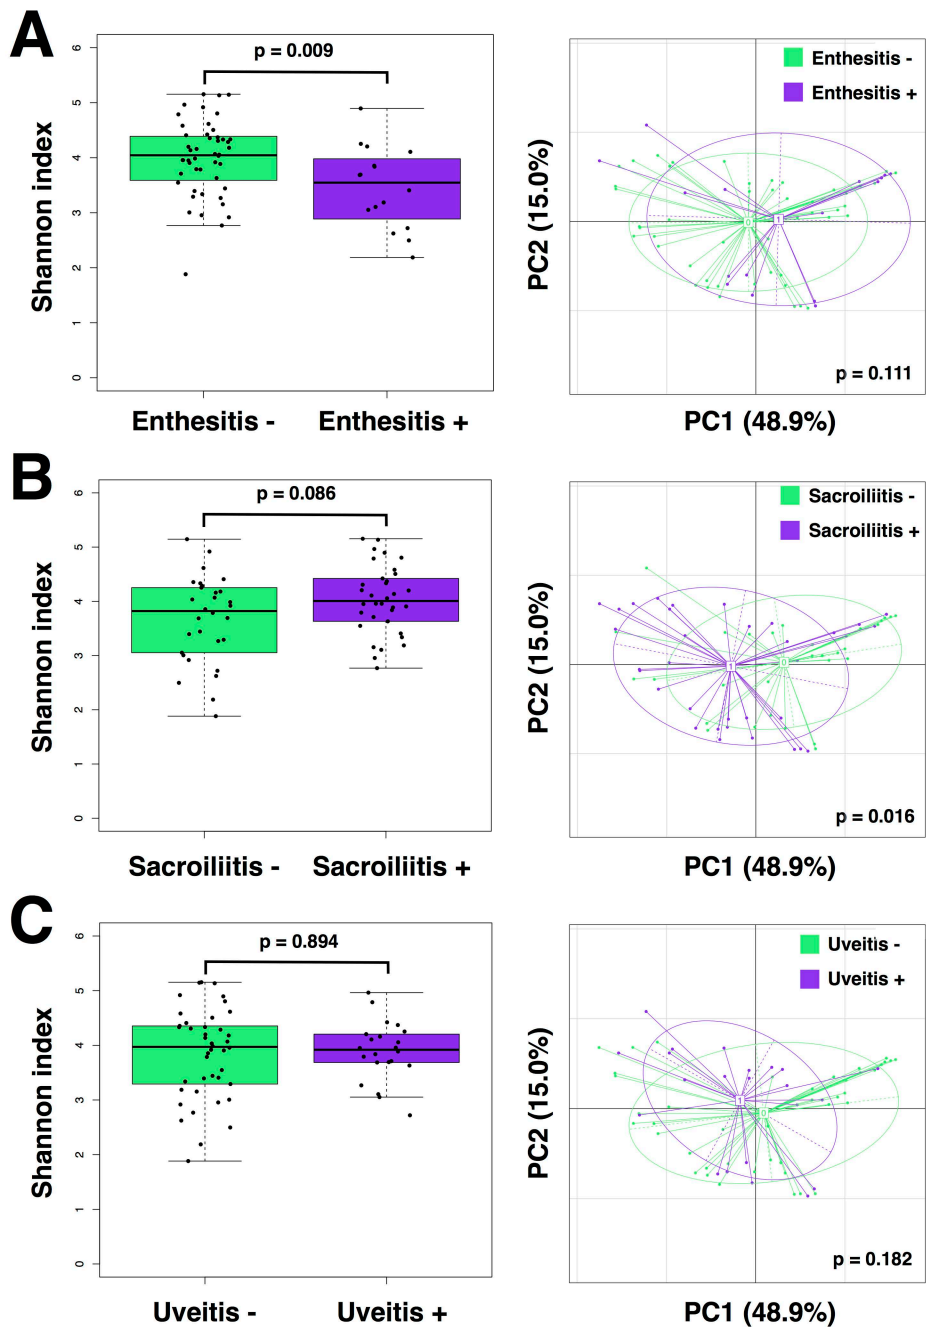 A
p = 0.009
Shannon index
6
5
4
3
2
1
0
Enthesitis -
Enthesitis +
Enthesitis -
Enthesitis +
0
1
PC2 (15.0%)
p = 0.111
PC1 (48.9%)
B
p = 0.086
Shannon index
6
5
4
3
2
1
0
Sacroiliitis -
Sacroiliitis +
Sacroiliitis -
Sacroiliitis +
1
0
PC2 (15.0%)
p = 0.016
PC1 (48.9%)
C
p = 0.894
Shannon index
6
5
4
3
2
1
0
Uveitis -
Uveitis +
Uveitis -
Uveitis +
1
0
PC2 (15.0%)
p = 0.182
PC1 (48.9%)